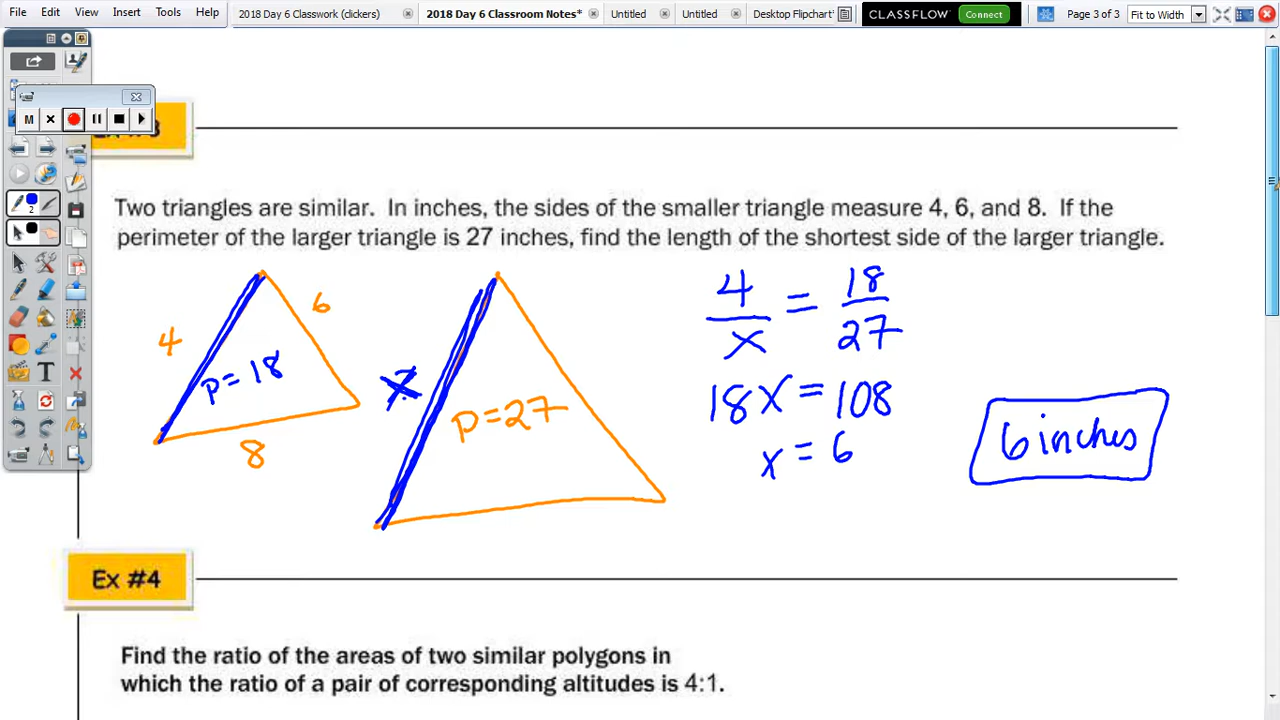 File Edit View Insert Tools Help
2018 Day 6 Classwork (clickers) 2018 Day 6 Classroom Notes* Untitled Untitled Desktop Flipchart* CLASSFLOW Connect Page 3 of 3 Fit to Width
M
2
Two triangles are similar. In inches, the sides of the smaller triangle measure 4, 6, and 8. If the
perimeter of the larger triangle is 27 inches, find the length of the shortest side of the larger triangle.
4
6
8
p=18
p=27
4/x = 18/27
18x = 108
x = 6
6 inches
Ex #4
Find the ratio of the areas of two similar polygons in
which the ratio of a pair of corresponding altitudes is 4:1.